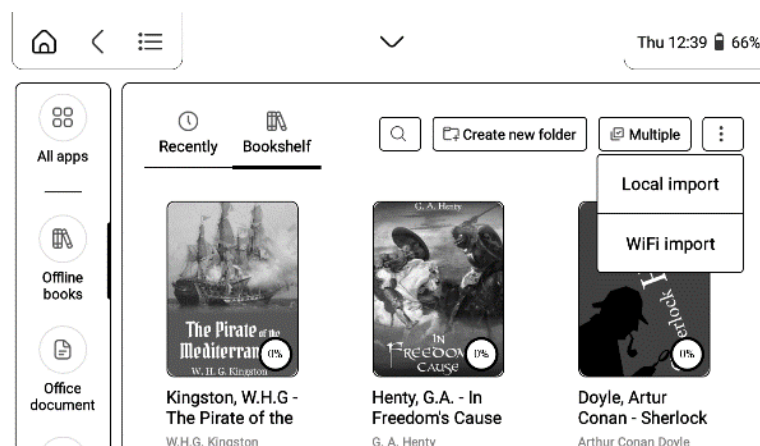 Thu 12:39 66%
All apps
Offline
books
Office
document
Recently
Bookshelf
Create new folder
Multiple
Local import
WiFi import
The Pirate of the
Mediterran
W. H. G. Kingston
0%
Kingston, W.H.G -
The Pirate of the
W.H.G. Kingston
G. A. Henty
IN
FREEDOM
CAUSE
0%
Henty, G.A. - In
Freedom's Cause
G. A. Henty
erlock H
0%
Doyle, Artur
Conan - Sherlock
Arthur Conan Doyle